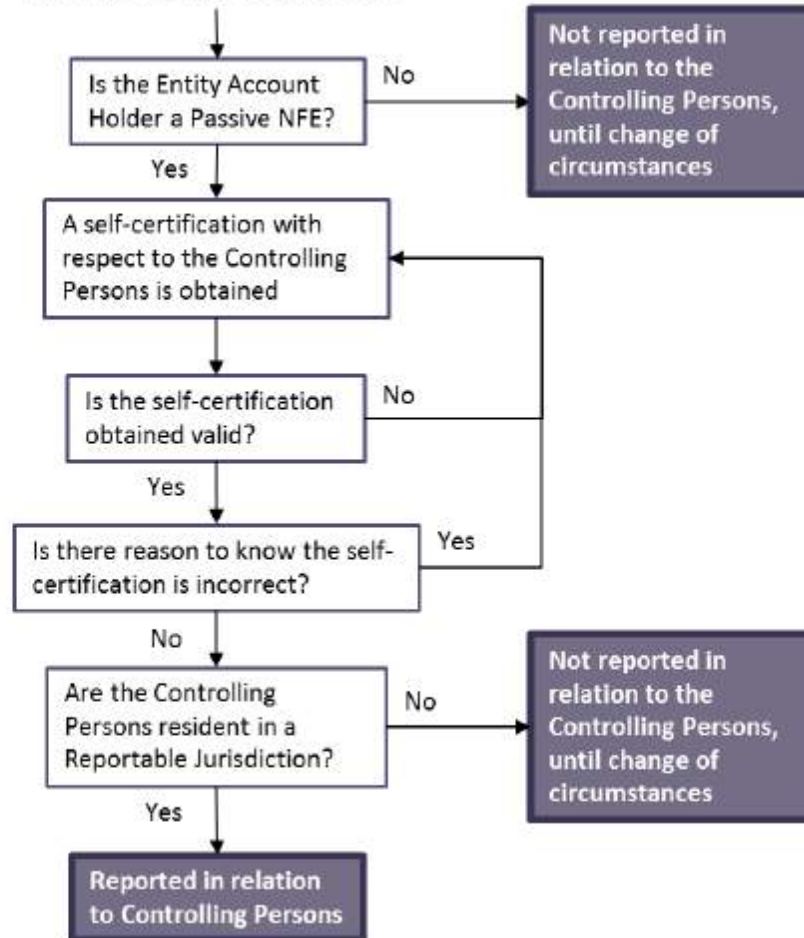 Is the Entity Account
Holder a Passive NFE?
No
Not reported in
relation to the
Controlling Persons,
until change of
circumstances
Yes
A self-certification with
respect to the Controlling
Persons is obtained
Is the self-certification
obtained valid?
No
Yes
Is there reason to know the self-
certification is incorrect?
Yes
No
Are the Controlling
Persons resident in a
Reportable Jurisdiction?
No
Not reported in
relation to the
Controlling Persons,
until change of
circumstances
Yes
Reported in relation
to Controlling Persons